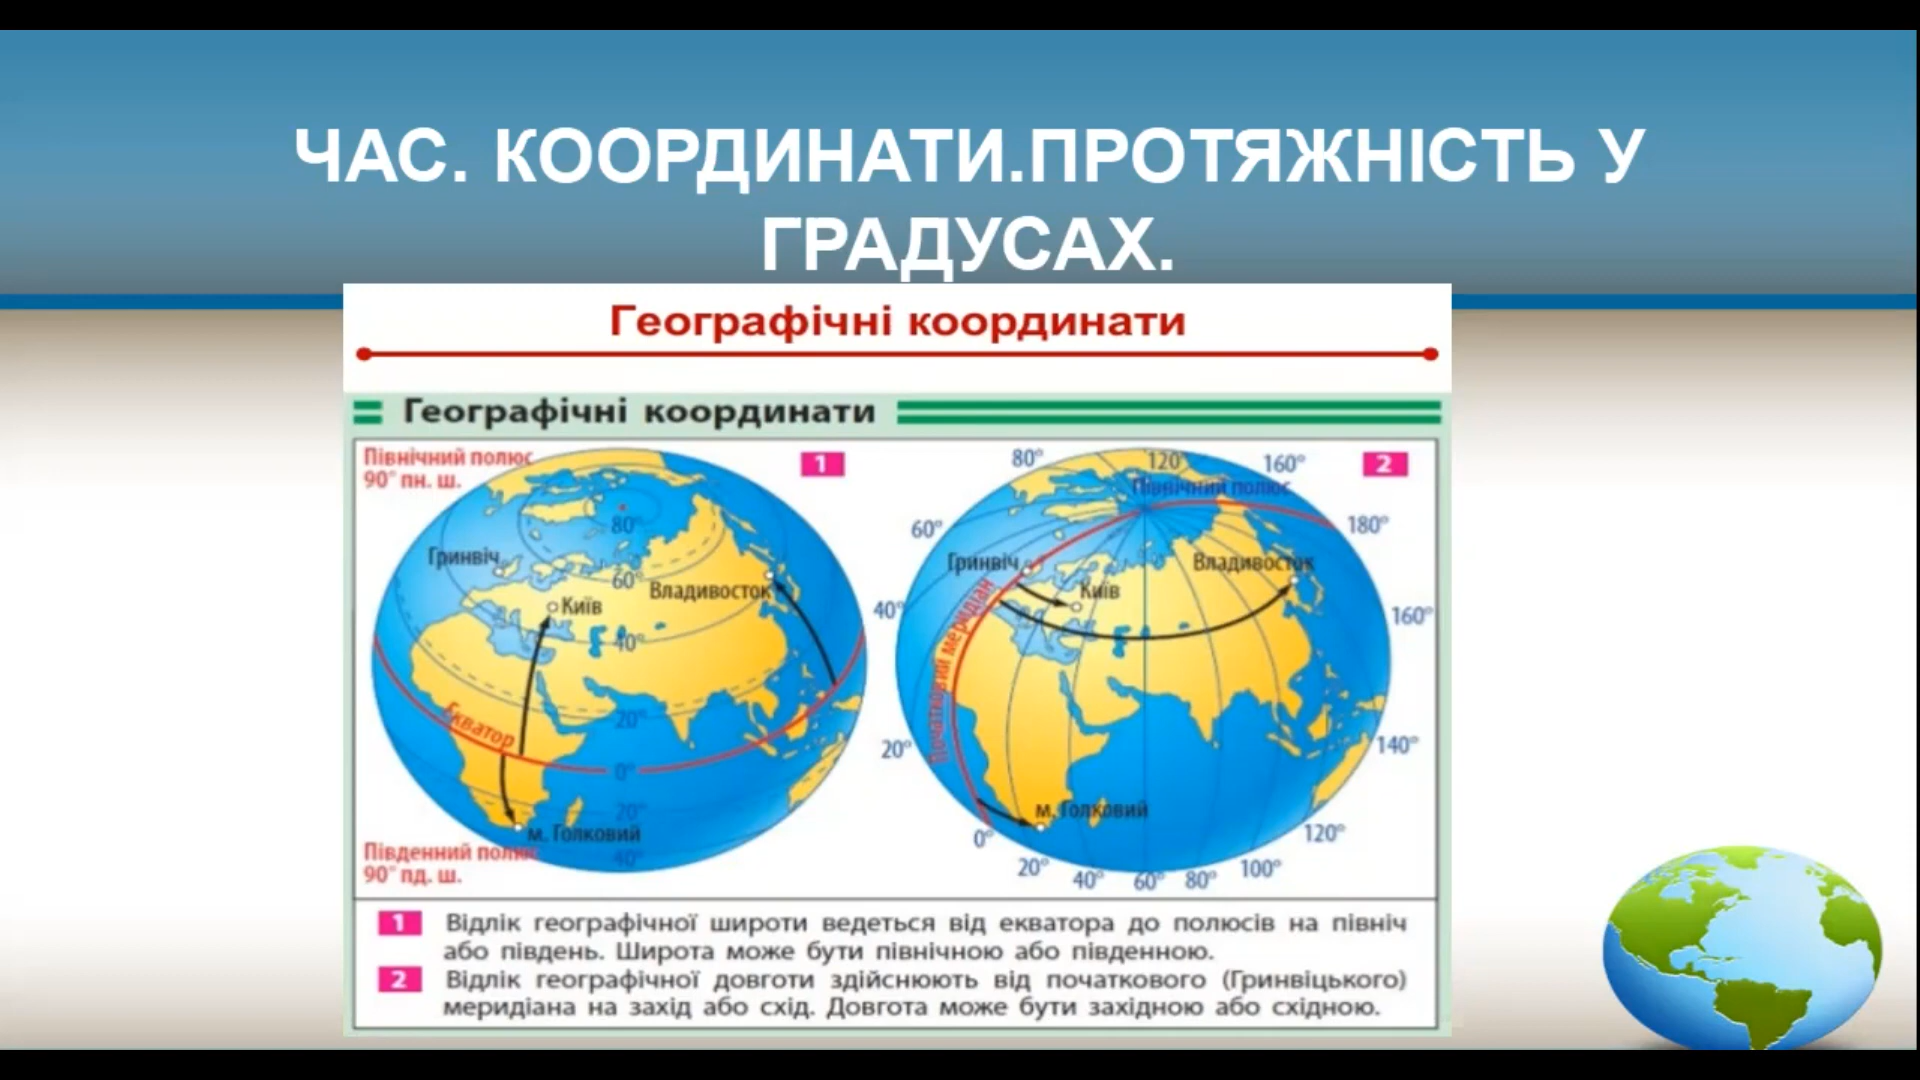 ЧАС. КООРДИНАТИ.ПРОТЯЖНІСТЬ У
ГРАДУСАХ.
Географічні координати
Географічні координати
Північний полюс
90° пн. ш.
1
80°
Гринвіч
60°
Владивосток
Київ
40°
20°
Екватор
0°
20°
м. Голковий
40°
Південний полюс
90° пд. ш.
80°
120°
160°
2
Північний полюс
60°
180°
Гринвіч
Владивосток
Київ
40°
160°
Початковий меридіан
20°
140°
м. Голковий
0°
120°
20°
40°
60°
80°
100°
1 Відлік географічної широти ведеться від екватора до полюсів на північ
або південь. Широта може бути північною або південною.
2 Відлік географічної довготи здійснюють від початкового (Гринвіцького)
меридіана на захід або схід. Довгота може бути західною або східною.